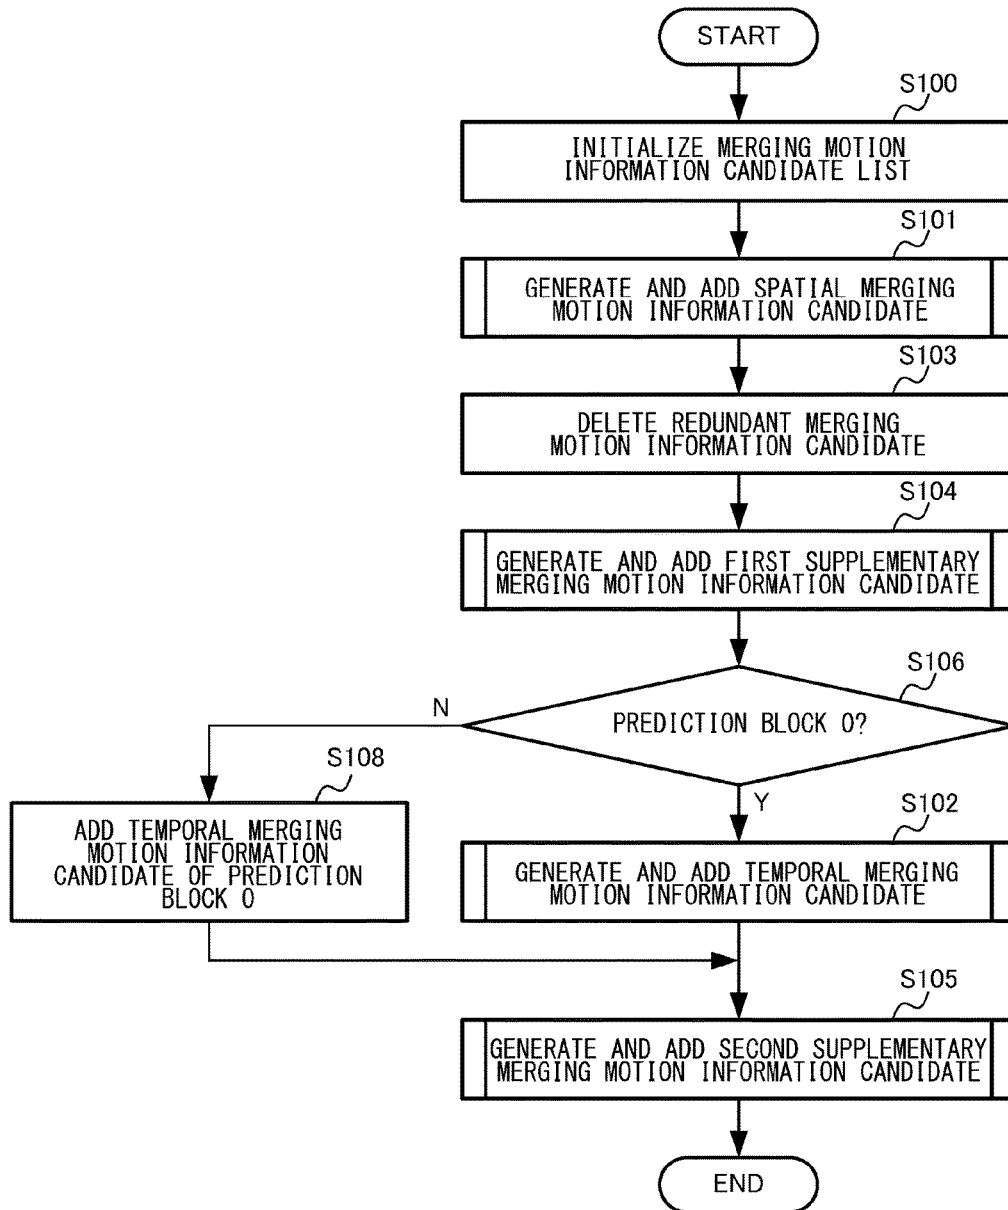 START
S100
INITIALIZE MERGING MOTION
INFORMATION CANDIDATE LIST
S101
GENERATE AND ADD SPATIAL MERGING
MOTION INFORMATION CANDIDATE
S103
DELETE REDUNDANT MERGING
MOTION INFORMATION CANDIDATE
S104
GENERATE AND ADD FIRST SUPPLEMENTARY
MERGING MOTION INFORMATION CANDIDATE
S106
PREDICTION BLOCK 0?
N
Y
S108
ADD TEMPORAL MERGING
MOTION INFORMATION
CANDIDATE OF PREDICTION
BLOCK 0
S102
GENERATE AND ADD TEMPORAL MERGING
MOTION INFORMATION CANDIDATE
S105
GENERATE AND ADD SECOND SUPPLEMENTARY
MERGING MOTION INFORMATION CANDIDATE
END